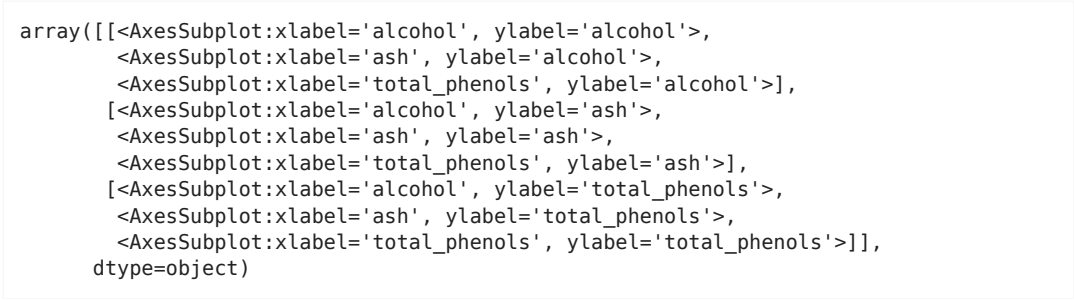 array([[<AxesSubplot:xlabel='alcohol', ylabel='alcohol'>,
        <AxesSubplot:xlabel='ash', ylabel='alcohol'>,
        <AxesSubplot:xlabel='total_phenols', ylabel='alcohol'>],
       [<AxesSubplot:xlabel='alcohol', ylabel='ash'>,
        <AxesSubplot:xlabel='ash', ylabel='ash'>,
        <AxesSubplot:xlabel='total_phenols', ylabel='ash'>],
       [<AxesSubplot:xlabel='alcohol', ylabel='total_phenols'>,
        <AxesSubplot:xlabel='ash', ylabel='total_phenols'>,
        <AxesSubplot:xlabel='total_phenols', ylabel='total_phenols'>]],
      dtype=object)